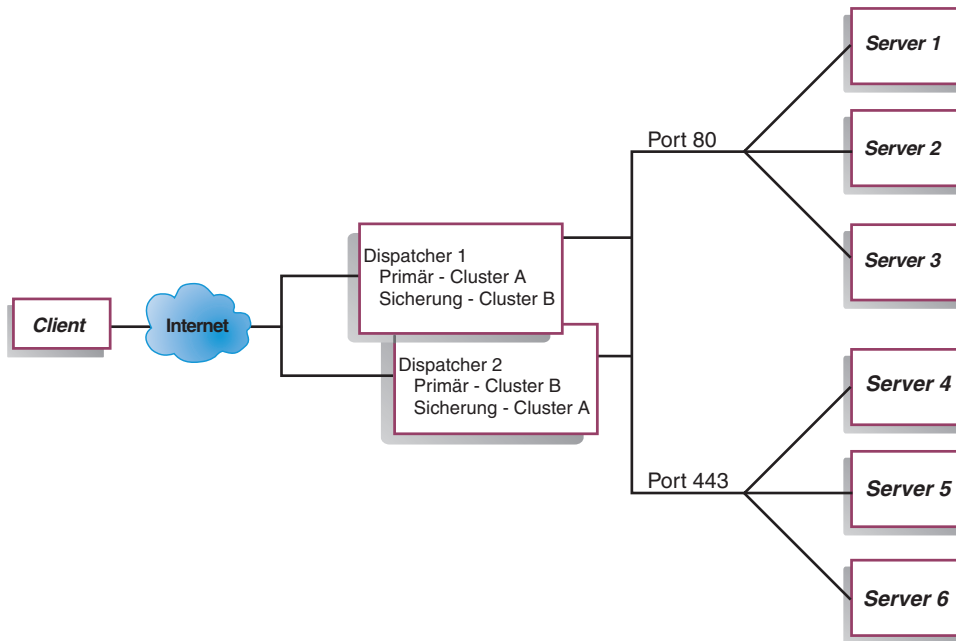 Client
Internet
Dispatcher 1
Primär - Cluster A
Sicherung - Cluster B
Dispatcher 2
Primär - Cluster B
Sicherung - Cluster A
Port 80
Port 443
Server 1
Server 2
Server 3
Server 4
Server 5
Server 6